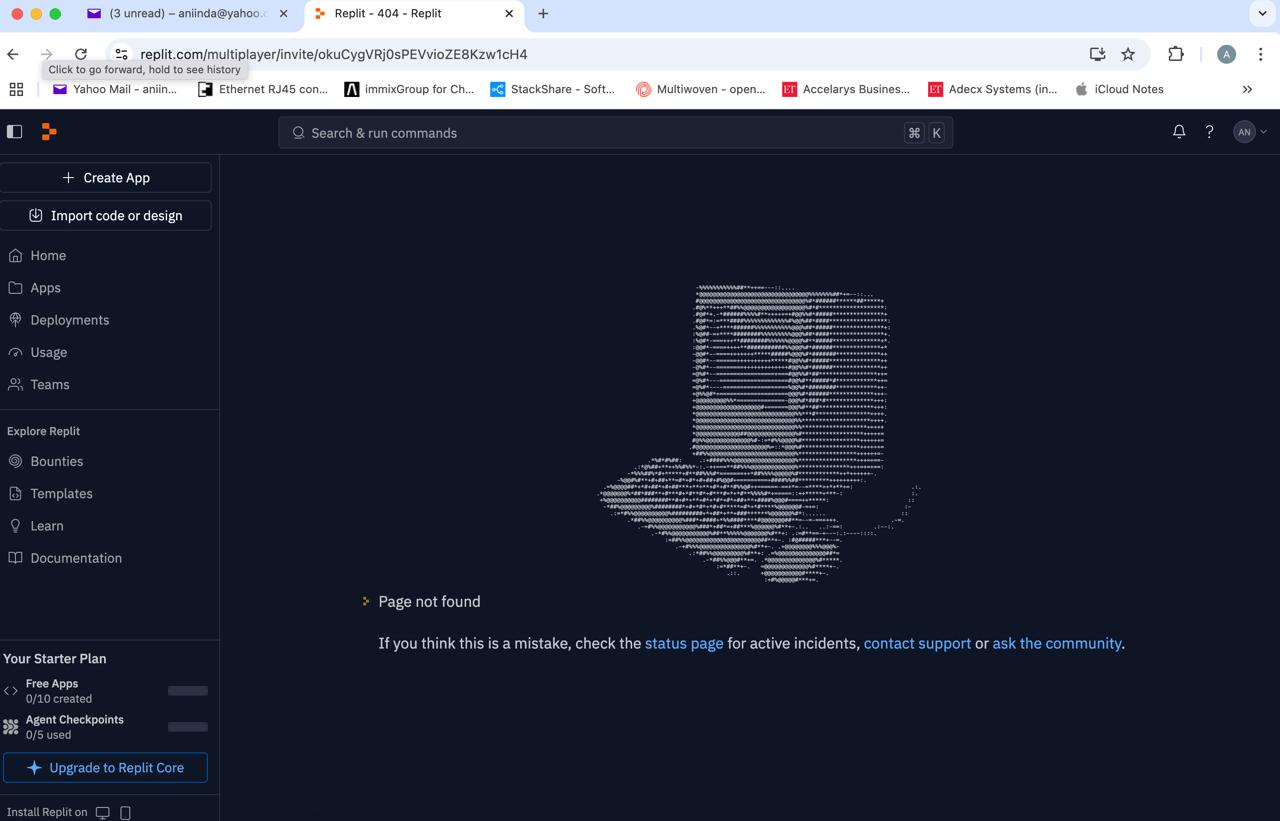 (3 unread) – aniinda@yahoo.c
Replit - 404 - Replit
replit.com/multiplayer/invite/okuCygVRj0sPEVvioZE8Kzw1cH4
A
Click to go forward, hold to see history
Yahoo Mail - aniin...
Ethernet RJ45 con...
immixGroup for Ch...
StackShare - Soft...
Multiwoven - open...
ET Accelarys Busines...
ET Adecx Systems (in...
iCloud Notes
Search & run commands
⌘ K
?
AN
Create App
Import code or design
Home
Apps
Deployments
Usage
Teams
Explore Replit
Bounties
Templates
Learn
Documentation
Page not found
If you think this is a mistake, check the status page for active incidents, contact support or ask the community.
Your Starter Plan
Free Apps
0/10 created
Agent Checkpoints
0/5 used
Upgrade to Replit Core
Install Replit on